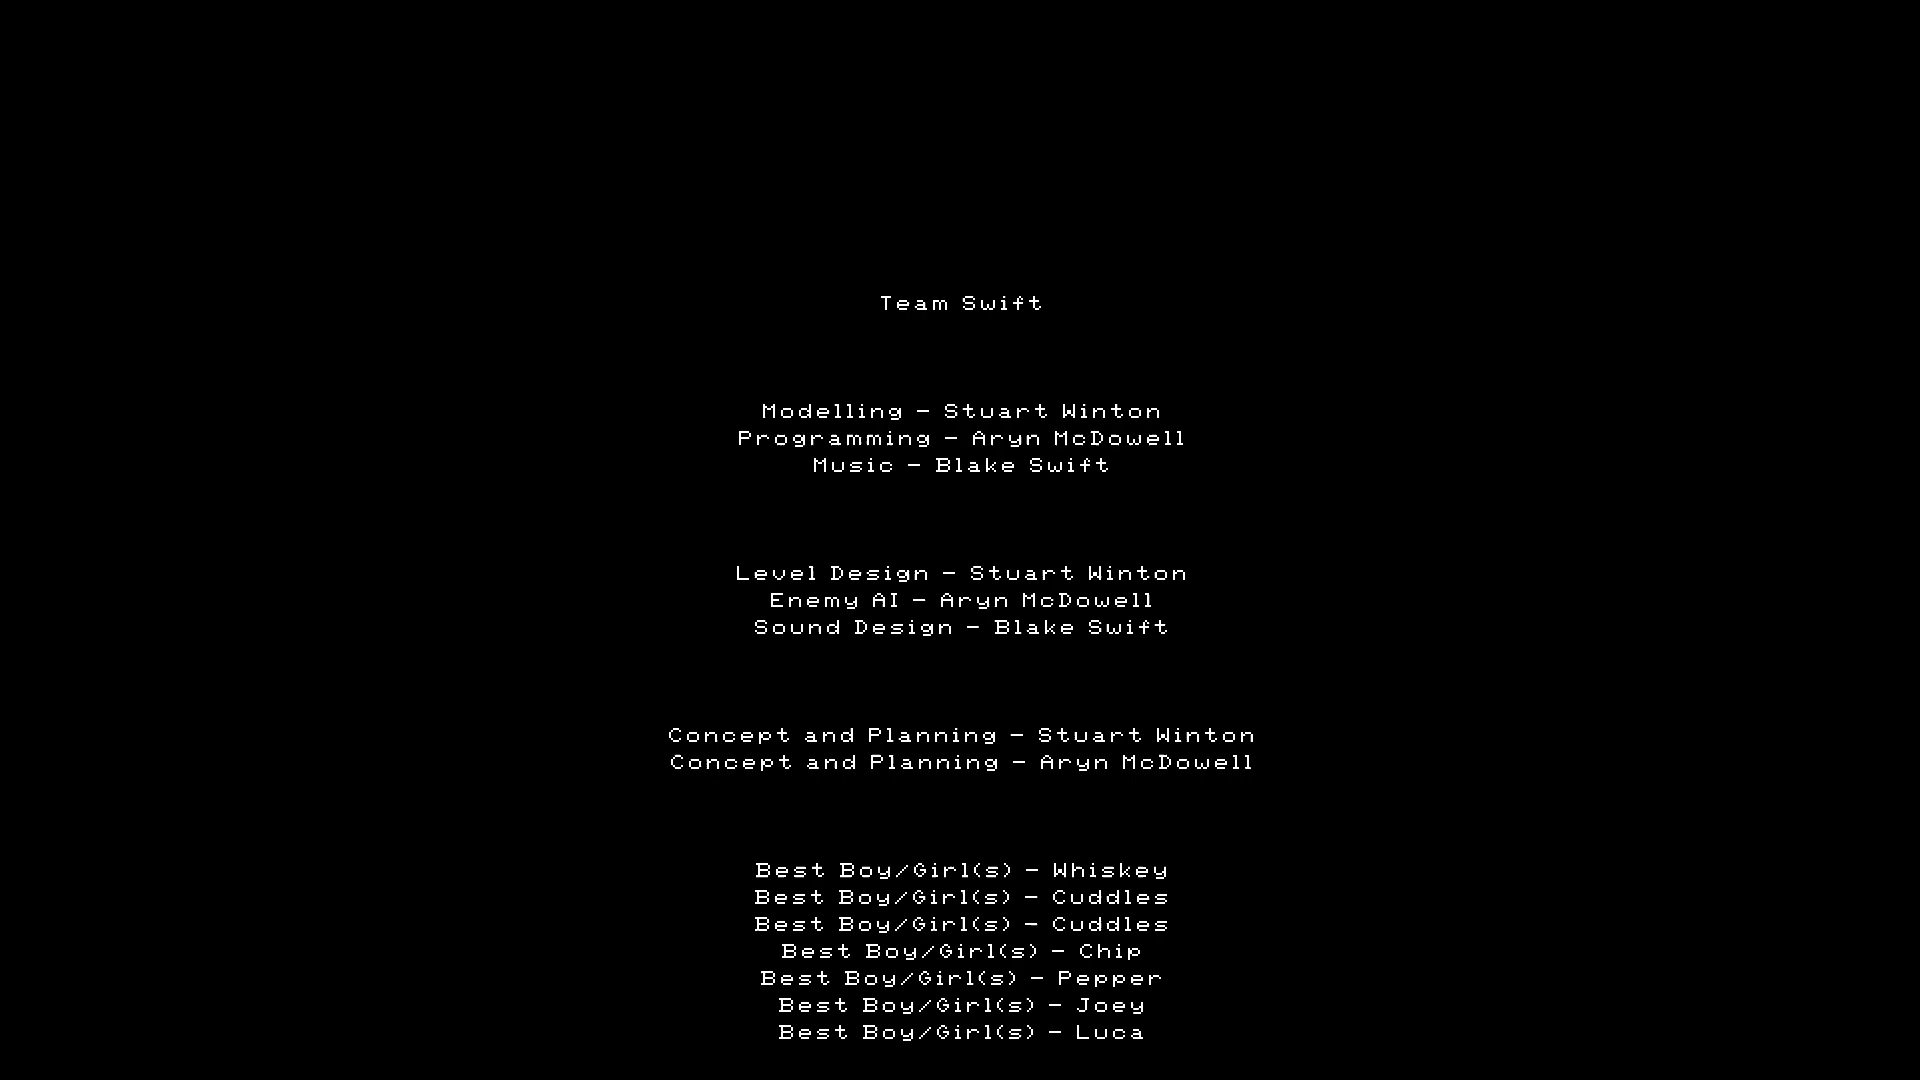 Team Swift
Modelling - Stuart Winton
Programming - Aryn McDowell
Music - Blake Swift
Level Design - Stuart Winton
Enemy AI - Aryn McDowell
Sound Design - Blake Swift
Concept and Planning - Stuart Winton
Concept and Planning - Aryn McDowell
Best Boy/Girl(s) - Whiskey
Best Boy/Girl(s) - Cuddles
Best Boy/Girl(s) - Cuddles
Best Boy/Girl(s) - Chip
Best Boy/Girl(s) - Pepper
Best Boy/Girl(s) - Joey
Best Boy/Girl(s) - Luca